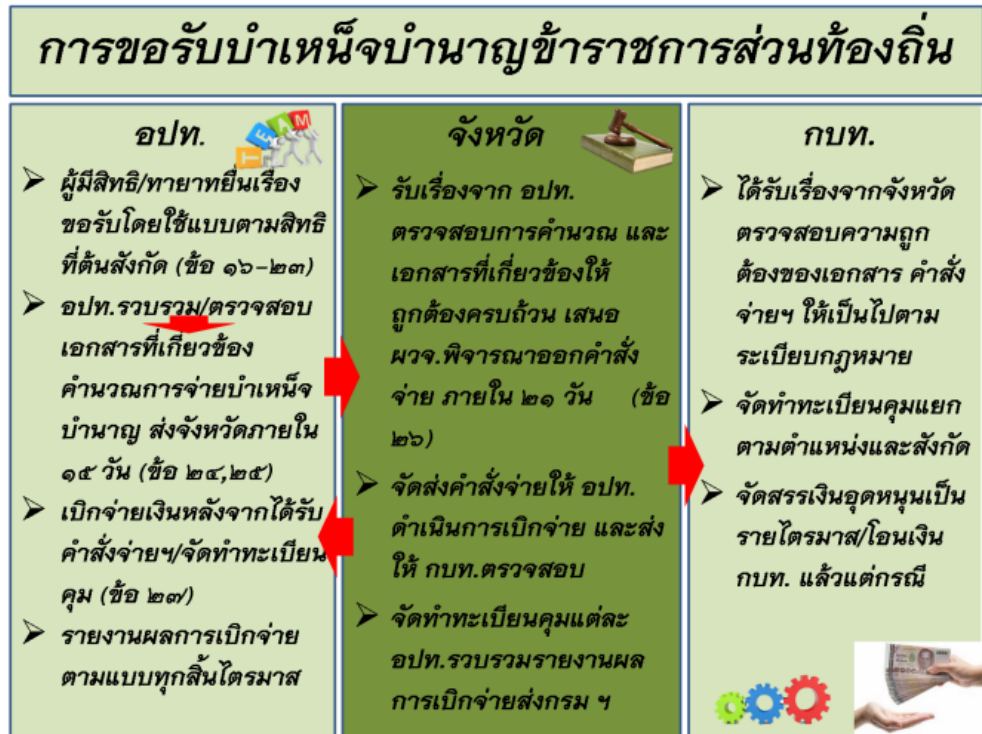 การขอรับบำเหน็จบำนาญข้าราชการส่วนท้องถิ่น
อปท.
TEAM
➢ ผู้มีสิทธิ/ทายาทยื่นเรื่อง
ขอรับโดยใช้แบบตามสิทธิ
ที่ต้นสังกัด (ข้อ ๑๖-๒๓)
➢ อปท.รวบรวม/ตรวจสอบ
เอกสารที่เกี่ยวข้อง
คำนวณการจ่ายบำเหน็จ
บำนาญ ส่งจังหวัดภายใน
๑๕ วัน (ข้อ ๒๔,๒๕)
➢ เบิกจ่ายเงินหลังจากได้รับ
คำสั่งจ่ายฯ/จัดทำทะเบียน
คุม (ข้อ ๒๗)
➢ รายงานผลการเบิกจ่าย
ตามแบบทุกสิ้นไตรมาส
จังหวัด
➢ รับเรื่องจาก อปท.
ตรวจสอบการคำนวณ และ
เอกสารที่เกี่ยวข้องให้
ถูกต้องครบถ้วน เสนอ
ผวจ.พิจารณาออกคำสั่ง
จ่าย ภายใน ๒๑ วัน (ข้อ
๒๖)
➢ จัดส่งคำสั่งจ่ายให้ อปท.
ดำเนินการเบิกจ่าย และส่ง
ให้ กบท.ตรวจสอบ
➢ จัดทำทะเบียนคุมแต่ละ
อปท.รวบรวมรายงานผล
การเบิกจ่ายส่งกรม ฯ
กบท.
➢ ได้รับเรื่องจากจังหวัด
ตรวจสอบความถูก
ต้องของเอกสาร คำสั่ง
จ่ายฯ ให้เป็นไปตาม
ระเบียบกฎหมาย
➢ จัดทำทะเบียนคุมแยก
ตามตำแหน่งและสังกัด
➢ จัดสรรเงินอุดหนุนเป็น
รายไตรมาส/โอนเงิน
กบท. แล้วแต่กรณี